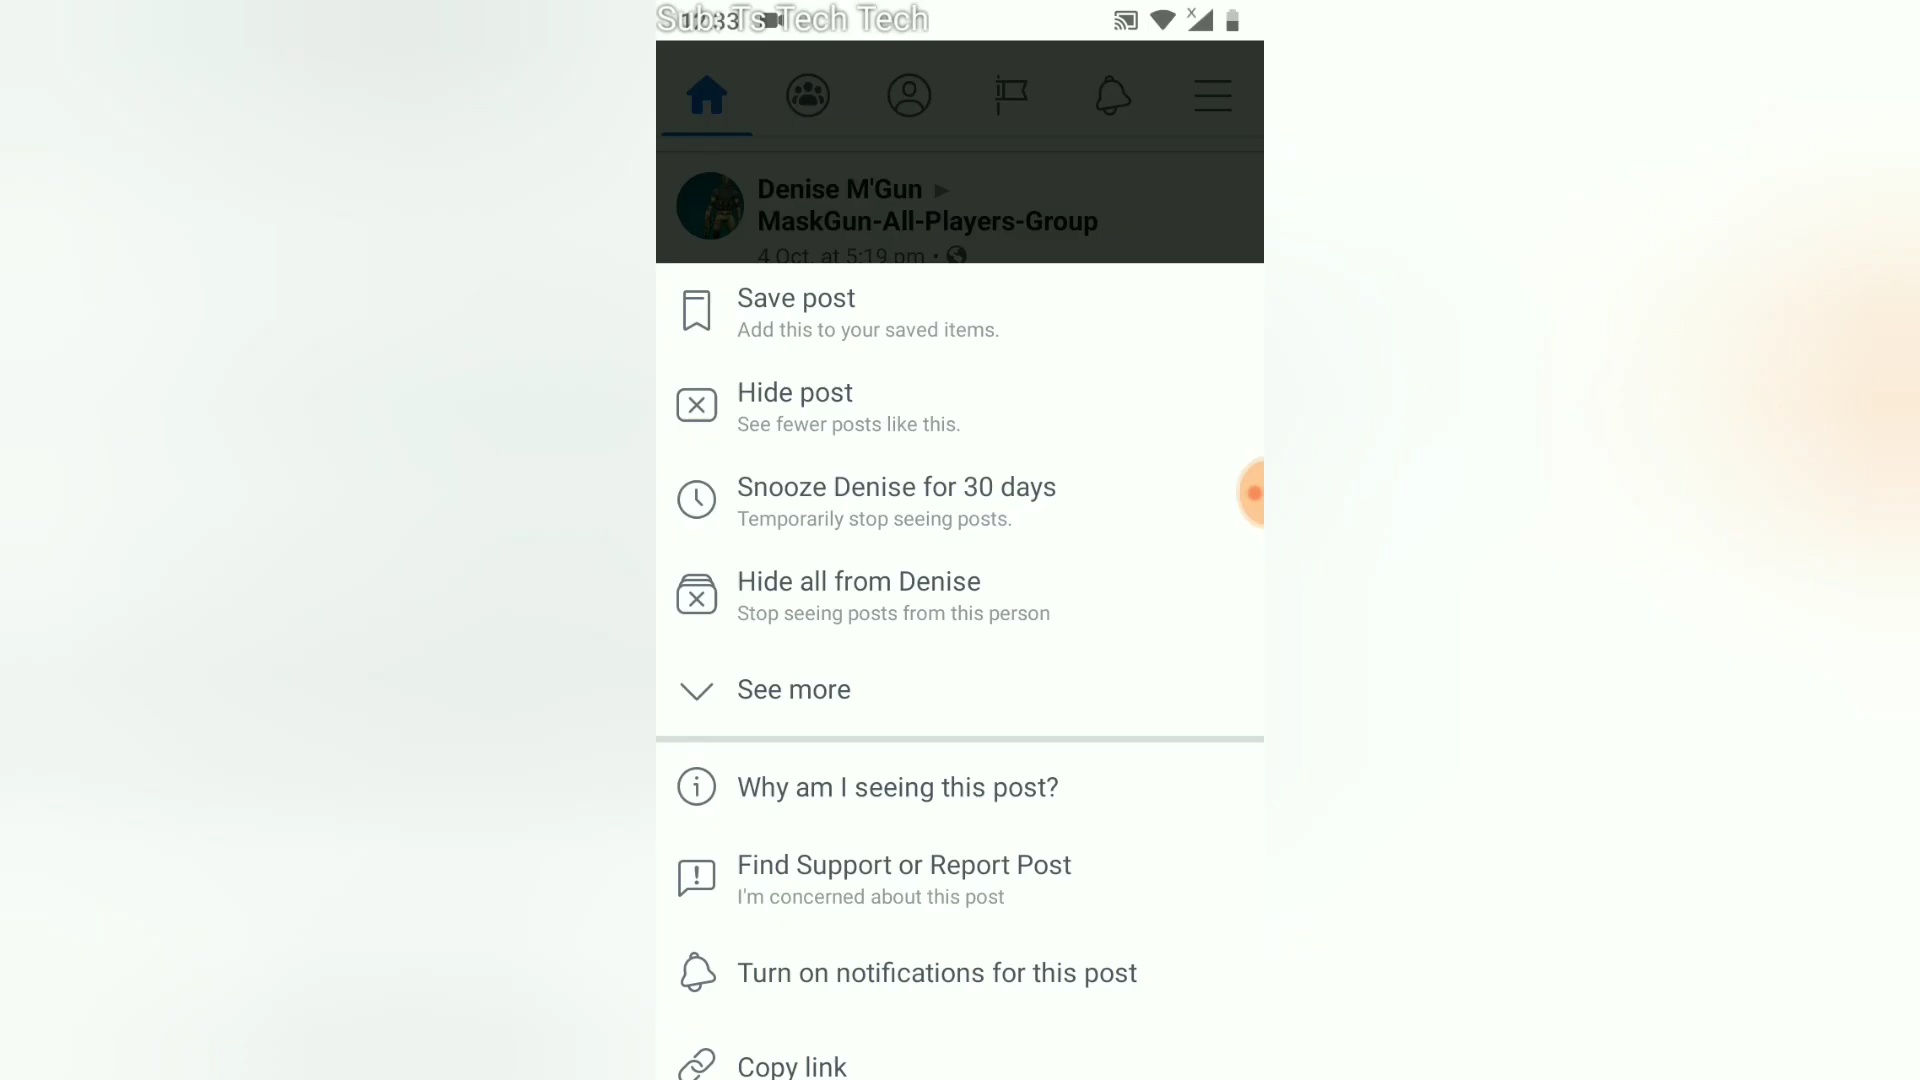 Sub: Ts Tech Tech
Denise M'Gun ▶
MaskGun-All-Players-Group
4 Oct. at 5:19 pm •
Save post
Add this to your saved items.
Hide post
See fewer posts like this.
Snooze Denise for 30 days
Temporarily stop seeing posts.
Hide all from Denise
Stop seeing posts from this person
See more
Why am I seeing this post?
Find Support or Report Post
I'm concerned about this post
Turn on notifications for this post
Copy link